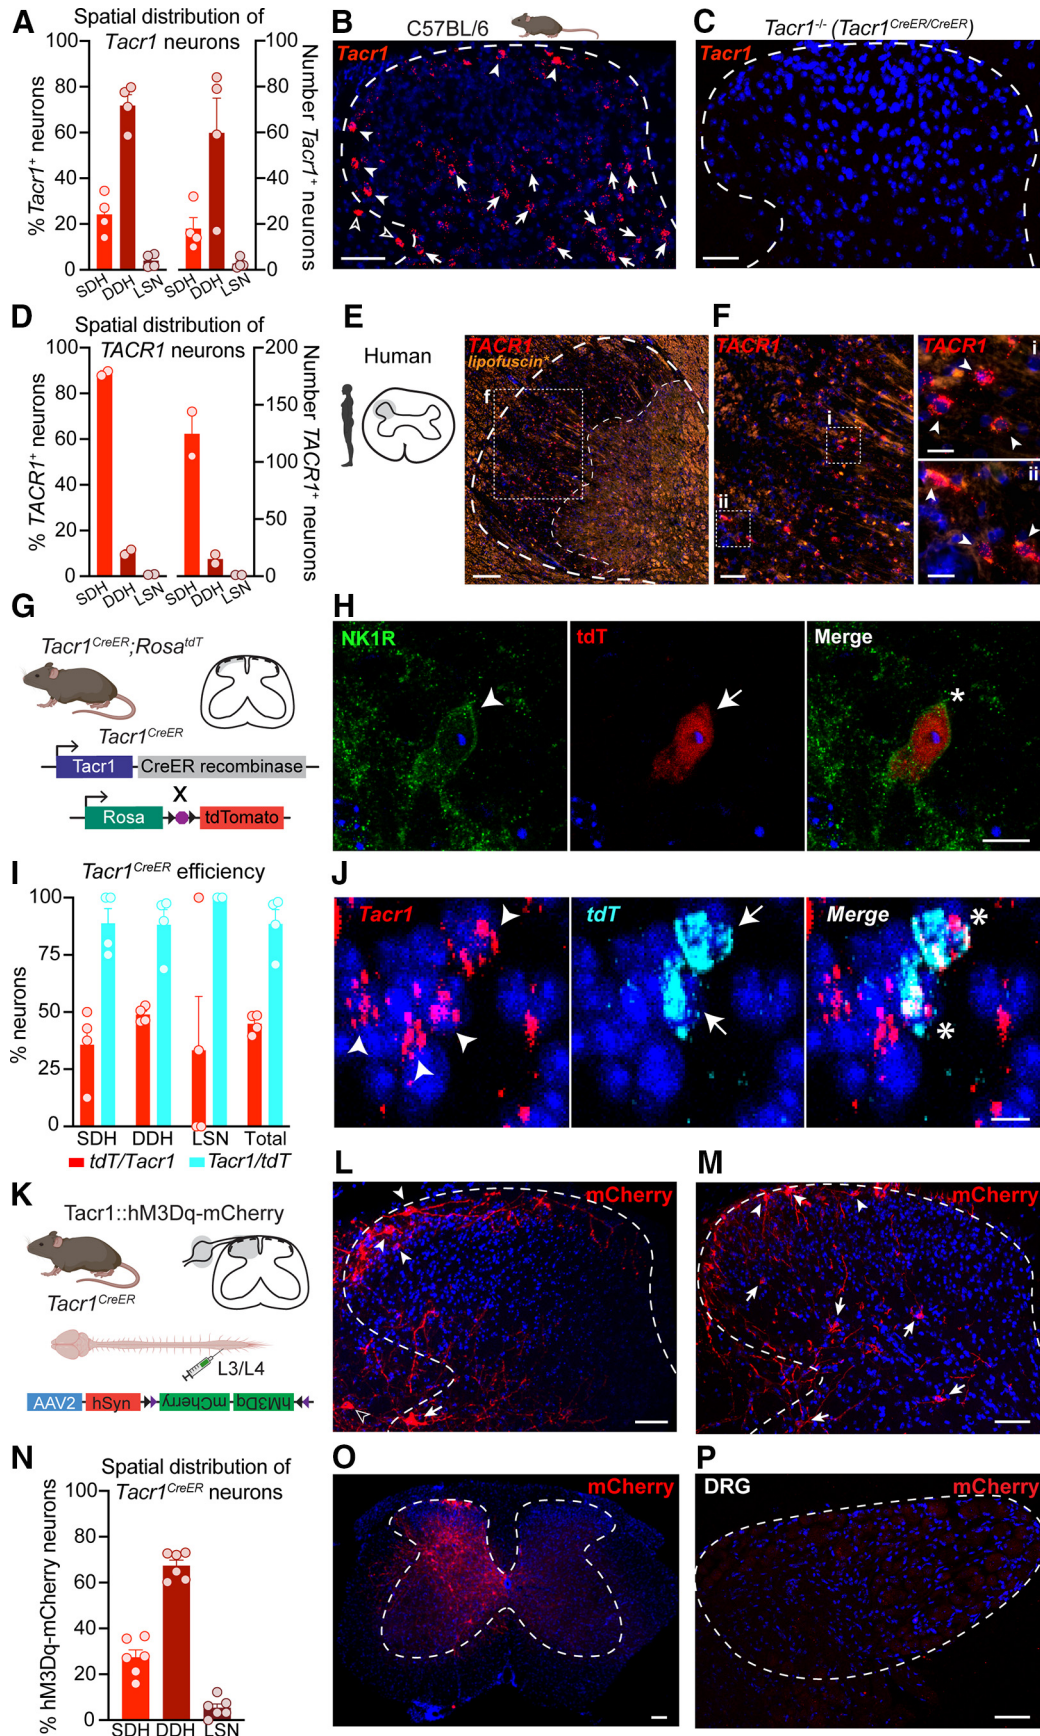 A
Spatial distribution of
Tacr1 neurons
% Tacr1+ neurons
100
80
60
40
20
0
SDH
DDH
LSN
SDH
DDH
LSN
100
80
60
40
20
0
Number Tacr1+ neurons
B
C57BL/6
Tacr1
C
Tacr1-/- (Tacr1CreER/CreER)
Tacr1
D
Spatial distribution of
TACR1 neurons
% TACR1+ neurons
100
80
60
40
20
0
SDH
DDH
LSN
SDH
DDH
LSN
200
150
100
50
0
Number TACR1+ neurons
E
Human
TACR1
lipofuscin*
f
F
TACR1
i
ii
TACR1
i
ii
G
Tacr1CreER;RosatdT
Tacr1CreER
Tacr1
CreER recombinase
X
Rosa
tdTomato
H
NK1R
tdT
Merge
I
Tacr1CreER efficiency
% neurons
100
75
50
25
0
SDH
DDH
LSN
Total
tdT/Tacr1
Tacr1/tdT
J
Tacr1
tdT
Merge
K
Tacr1::hM3Dq-mCherry
Tacr1CreER
L3/L4
AAV2
hSyn
mCherry
hM3Dq
L
mCherry
M
mCherry
N
Spatial distribution of
Tacr1CreER neurons
% hM3Dq-mCherry neurons
100
80
60
40
20
0
SDH
DDH
LSN
O
mCherry
P
DRG
mCherry